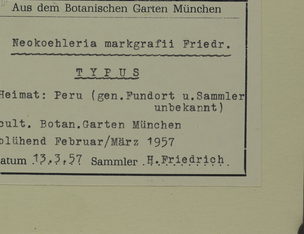 Aus dem Botanischen Garten München
Neokoehleria markgrafii Friedr.
TYPUS
Heimat: Peru (gen.Fundort u.Sammler
unbekannt)
cult. Botan.Garten München
blühend Februar/März 1957
atum 13.3.57 Sammler H.Friedrich